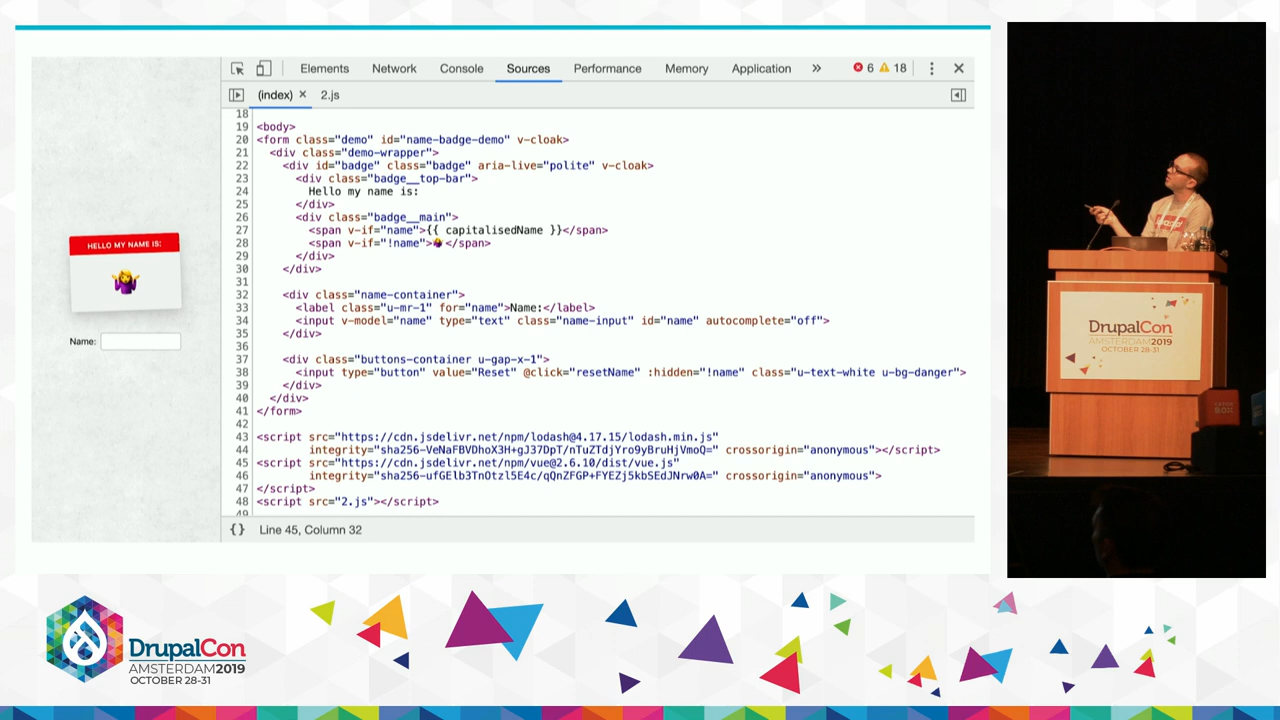 HELLO MY NAME IS:
Name:
Elements Network Console Sources Performance Memory Application » 6 18
(index) × 2.js
18
19 <body>
20 <form class="demo" id="name-badge-demo" v-cloak>
21 <div class="demo-wrapper">
22 <div id="badge" class="badge" aria-live="polite" v-cloak>
23 <div class="badge__top-bar">
24 Hello my name is:
25 </div>
26 <div class="badge__main">
27 <span v-if="name">{{ capitalisedName }}</span>
28 <span v-if="!name">🤷‍♀️</span>
29 </div>
30 </div>
31
32 <div class="name-container">
33 <label class="u-mr-1" for="name">Name:</label>
34 <input v-model="name" type="text" class="name-input" id="name" autocomplete="off">
35 </div>
36
37 <div class="buttons-container u-gap-x-1">
38 <input type="button" value="Reset" @click="resetName" :hidden="!name" class="u-text-white u-bg-danger">
39 </div>
40 </div>
41 </form>
42
43 <script src="https://cdn.jsdelivr.net/npm/lodash@4.17.15/lodash.min.js"
44 integrity="sha256-VeNaFBVDhoX3H+gJ37DpT/nTuZTdjYro9yBruHjVmoQ=" crossorigin="anonymous"></script>
45 <script src="https://cdn.jsdelivr.net/npm/vue@2.6.10/dist/vue.js"
46 integrity="sha256-ufGElb3TnOtzl5E4c/qQnZFGP+FYEZj5kbSEdJNrw0A=" crossorigin="anonymous">
47 </script>
48 <script src="2.js"></script>
49
{} Line 45, Column 32
DrupalCon
AMSTERDAM2019
OCTOBER 28-31
DrupalCon
AMSTERDAM2019
OCTOBER 28-31